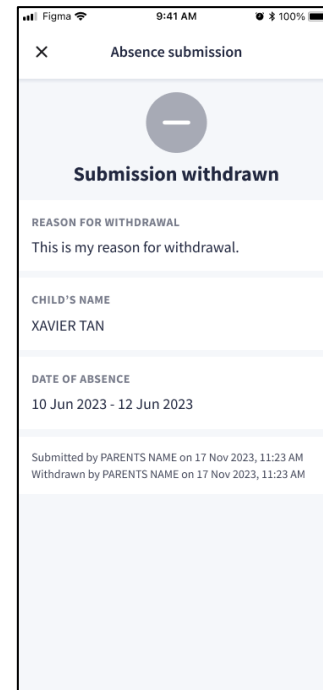 Figma 9:41 AM 100%
Absence submission
Submission withdrawn
REASON FOR WITHDRAWAL
This is my reason for withdrawal.
CHILD’S NAME
XAVIER TAN
DATE OF ABSENCE
10 Jun 2023 - 12 Jun 2023
Submitted by PARENTS NAME on 17 Nov 2023, 11:23 AM
Withdrawn by PARENTS NAME on 17 Nov 2023, 11:23 AM